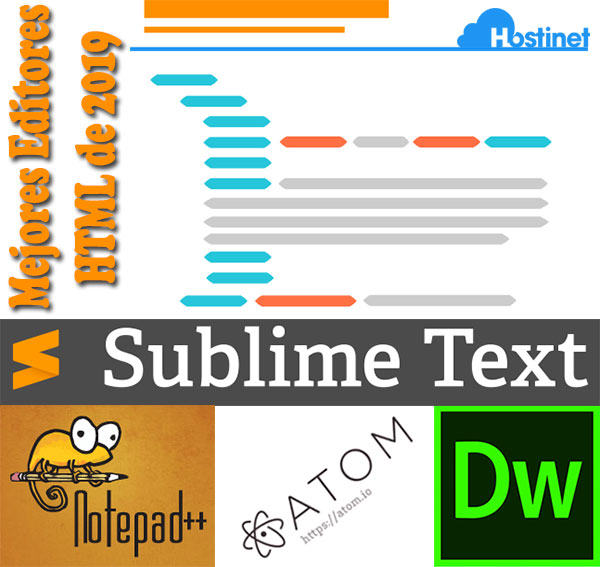 Mejores Editores
HTML de 2019
Hostinet
Sublime Text
Notepad++
ATOM
https://atom.io
Dw